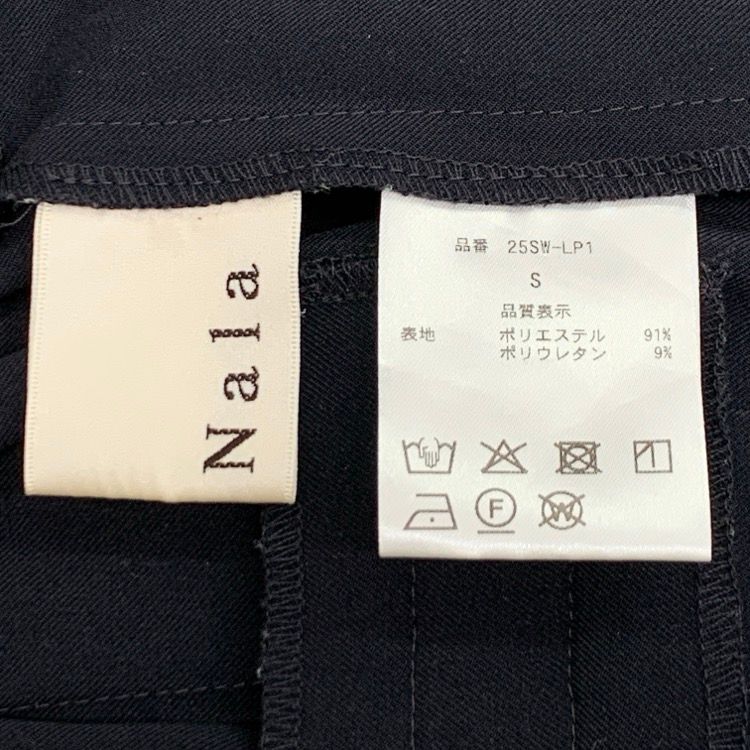 Nala
品番 25SW-LP1
S
品質表示
表地 ポリエステル 91%
ポリウレタン 9%
F
W